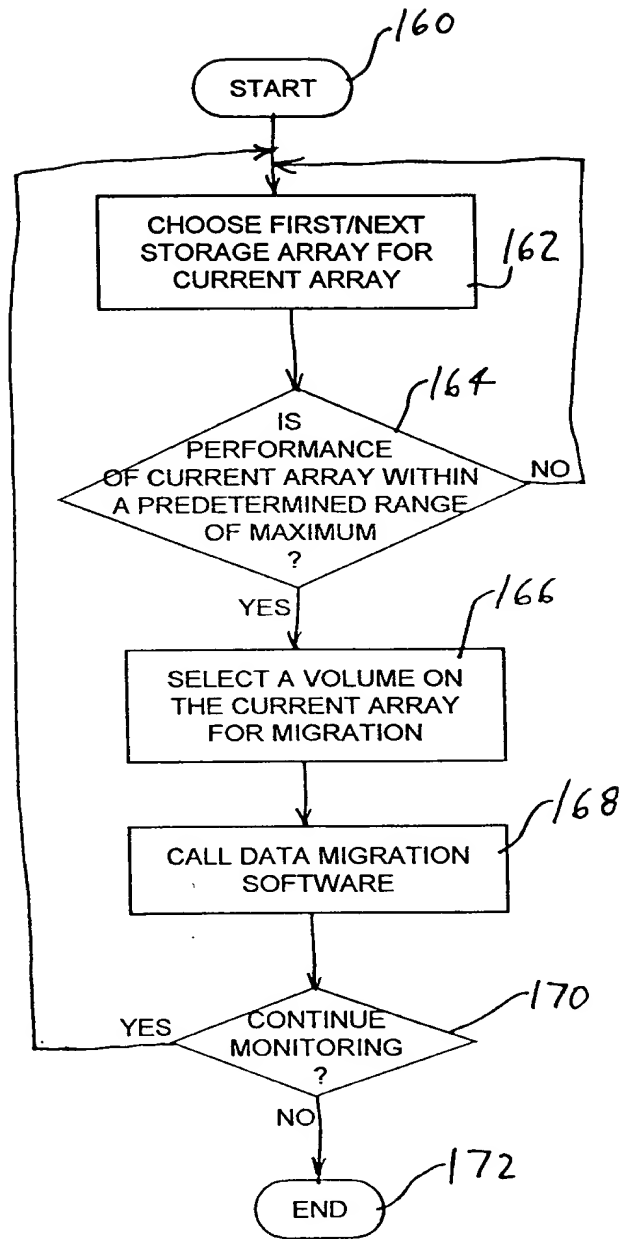 160
START
CHOOSE FIRST/NEXT
STORAGE ARRAY FOR
CURRENT ARRAY
162
164
IS
PERFORMANCE
OF CURRENT ARRAY WITHIN
A PREDETERMINED RANGE
OF MAXIMUM
?
NO
YES
166
SELECT A VOLUME ON
THE CURRENT ARRAY
FOR MIGRATION
168
CALL DATA MIGRATION
SOFTWARE
170
YES
CONTINUE
MONITORING
?
NO
172
END